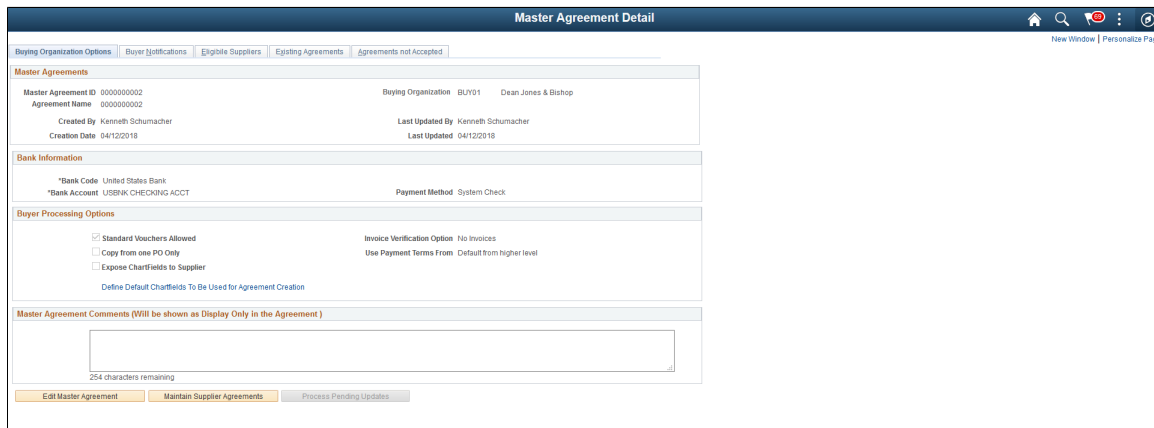 Master Agreement Detail
69
New Window | Personalize Pa
Buying Organization Options Buyer Notifications Eligibile Suppliers Existing Agreements Agreements not Accepted
Master Agreements
Master Agreement ID 0000000002 Buying Organization BUY01 Dean Jones & Bishop
Agreement Name 0000000002
Created By Kenneth Schumacher Last Updated By Kenneth Schumacher
Creation Date 04/12/2018 Last Updated 04/12/2018
Bank Information
*Bank Code United States Bank
*Bank Account USBNK CHECKING ACCT Payment Method System Check
Buyer Processing Options
Standard Vouchers Allowed Invoice Verification Option No Invoices
Copy from one PO Only Use Payment Terms From Default from higher level
Expose ChartFields to Supplier
Define Default Chartfields To Be Used for Agreement Creation
Master Agreement Comments (Will be shown as Display Only in the Agreement )
254 characters remaining
Edit Master Agreement Maintain Supplier Agreements Process Pending Updates